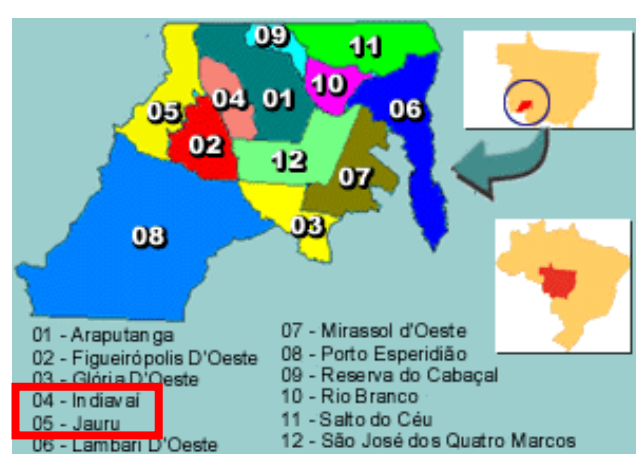 09
11
10
05
04
01
06
02
12
07
03
08
01 - Araputanga
02 - Figueirópolis D'Oeste
03 - Glória D'Oeste
04 - Indiavaí
05 - Jauru
06 - Lambari D'Oeste
07 - Mirassol d'Oeste
08 - Porto Esperidião
09 - Reserva do Cabaçal
10 - Rio Branco
11 - Salto do Céu
12 - São José dos Quatro Marcos